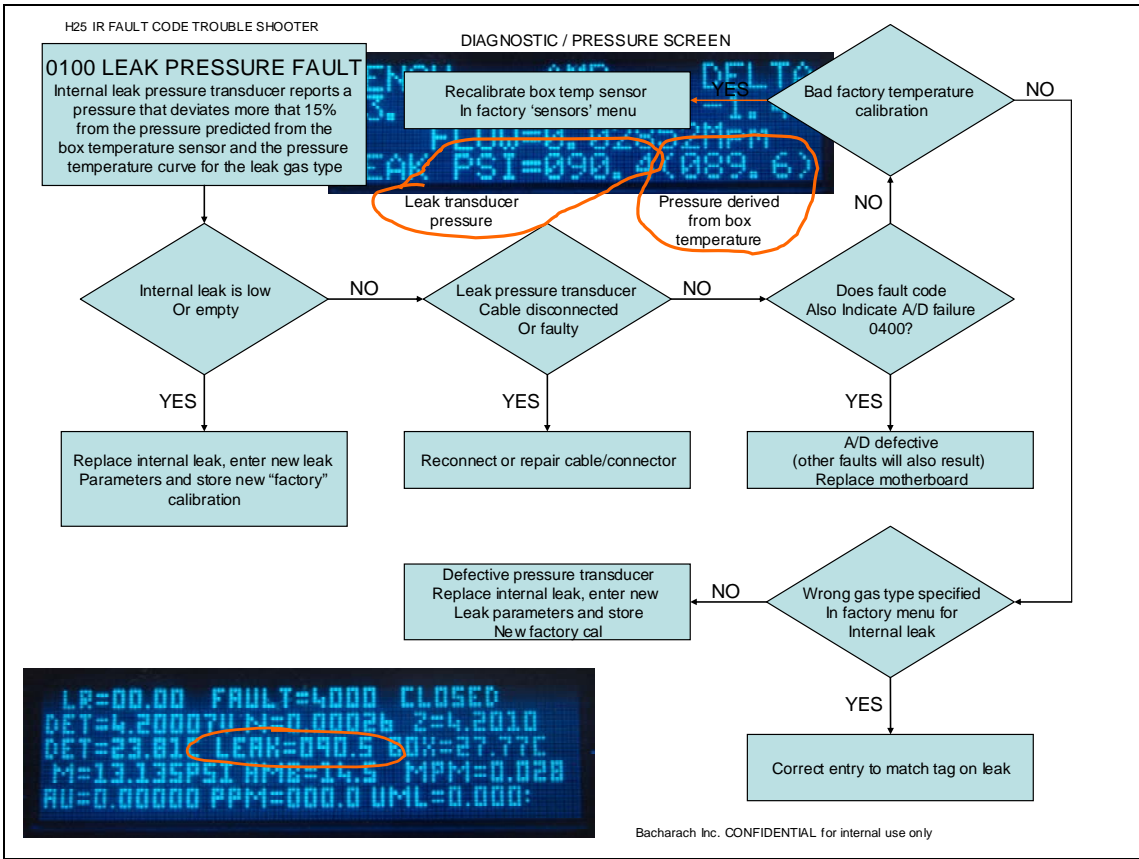 H25 IR FAULT CODE TROUBLE SHOOTER
DIAGNOSTIC / PRESSURE SCREEN
0100 LEAK PRESSURE FAULT
Internal leak pressure transducer reports a
pressure that deviates more that 15%
from the pressure predicted from the
box temperature sensor and the pressure
temperature curve for the leak gas type
DELTA
Recalibrate box temp sensor
In factory 'sensors' menu
YES
Bad factory temperature
calibration
NO
PSI=090.4(089.6)
Leak transducer
pressure
Pressure derived
from box
temperature
NO
Internal leak is low
Or empty
NO
Leak pressure transducer
Cable disconnected
Or faulty
NO
Does fault code
Also Indicate A/D failure
0400?
YES
YES
YES
Replace internal leak, enter new leak
Parameters and store new “factory”
calibration
Reconnect or repair cable/connector
A/D defective
(other faults will also result)
Replace motherboard
Defective pressure transducer
Replace internal leak, enter new
Leak parameters and store
New factory cal
NO
Wrong gas type specified
In factory menu for
Internal leak
YES
Correct entry to match tag on leak
LR=00.00 FAULT=4000 CLOSED
DET=4.20007 Z=4.2010
LEAK=090.5 BOX=27.77C
M=13.135PSI AMB=14.5 MPM=0.028
AU=0.00000 PPM=000.0 VML=0.000:
Bacharach Inc. CONFIDENTIAL for internal use only